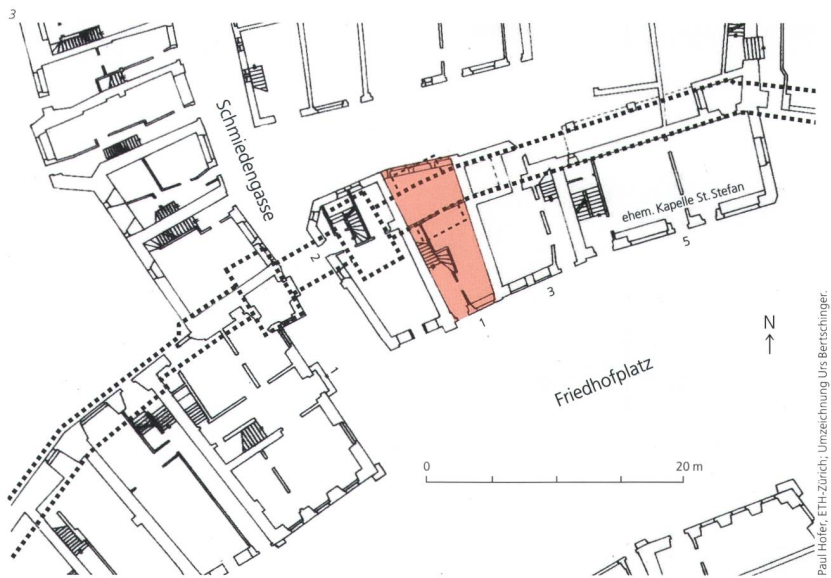 3
Schmiedengasse
ehem. Kapelle St. Stefan
5
2
3
1
1
N
Friedhofplatz
0
20 m
Paul Hofer, ETH-Zürich; Umzeichnung Urs Bertschinger.